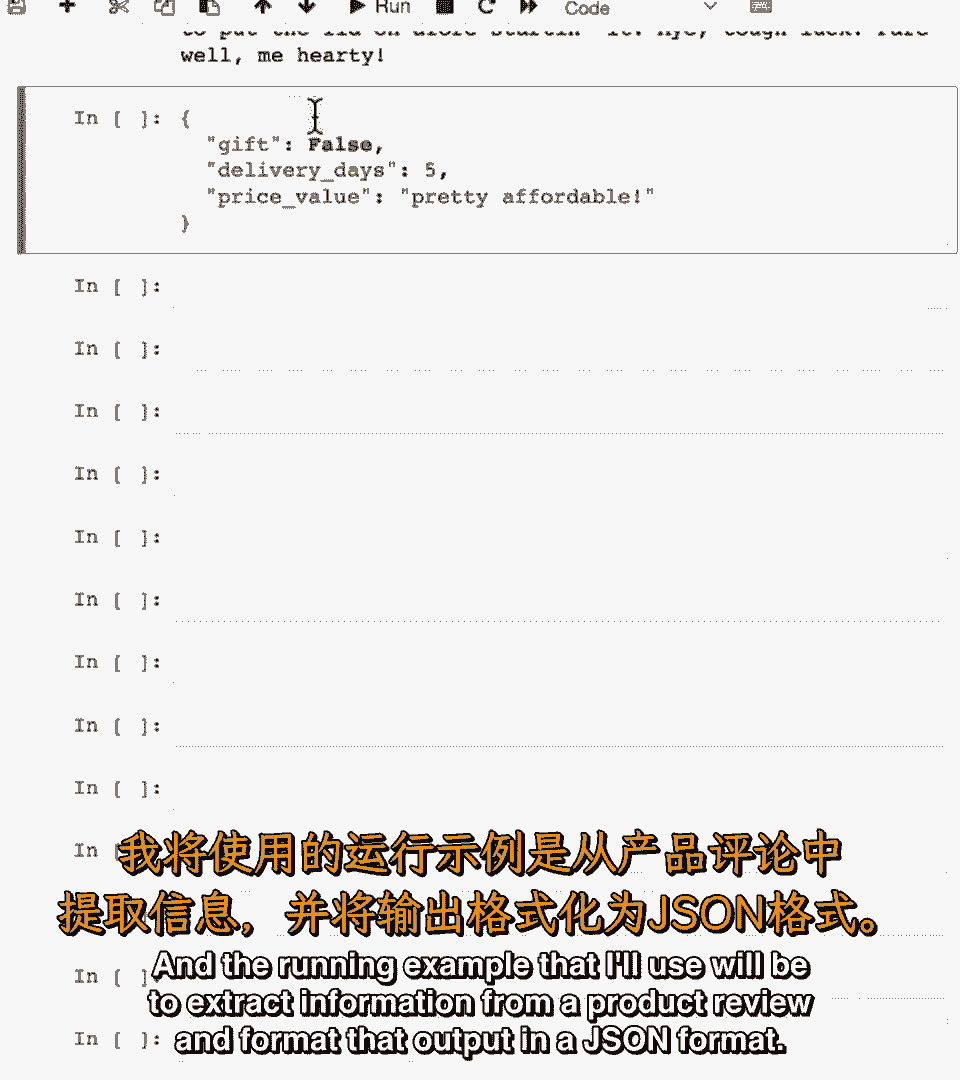 Run
Code
well, me hearty!
In [ ]: {
"gift": False,
"delivery_days": 5,
"price_value": "pretty affordable!"
}
In [ ]:
In [ ]:
In [ ]:
In [ ]:
In [ ]:
In [ ]:
In [ ]:
In [ ]:
In [ ]:
In [
我将使用的运行示例是从产品评论中
提取信息，并将输出格式化为JSON格式。
In [ ]:
And the running example that I'll use will be
to extract information from a product review
In [ ]:
and format that output in a JSON format.